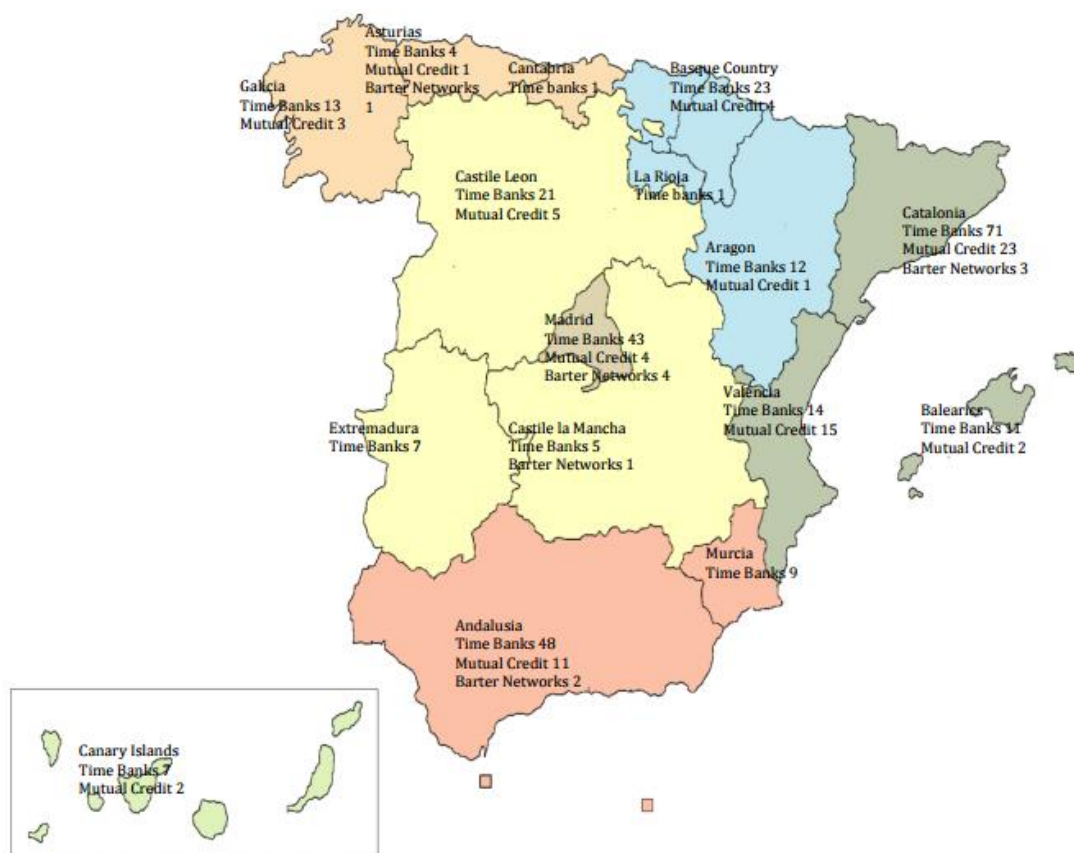 Asturias
Time Banks 4
Mutual Credit 1
Barter Networks
1
Galicia
Time Banks 13
Mutual Credit 3
Cantabria
Time banks 1
Basque Country
Time Banks 23
Mutual Credit 4
Castile Leon
Time Banks 21
Mutual Credit 5
La Rioja
Time banks 1
Catalonia
Time Banks 71
Mutual Credit 23
Barter Networks 3
Aragon
Time Banks 12
Mutual Credit 1
Madrid
Time Banks 43
Mutual Credit 4
Barter Networks 4
Valencia
Time Banks 14
Mutual Credit 15
Balearics
Time Banks 11
Mutual Credit 2
Extremadura
Time Banks 7
Castile la Mancha
Time Banks 5
Barter Networks 1
Murcia
Time Banks 9
Andalusia
Time Banks 48
Mutual Credit 11
Barter Networks 2
Canary Islands
Time Banks 7
Mutual Credit 2